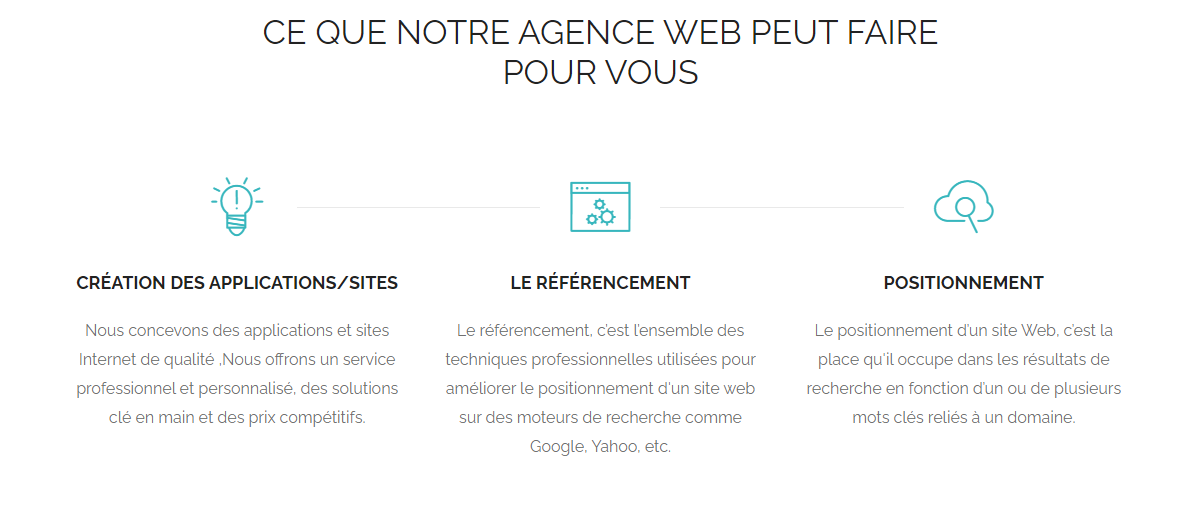 CE QUE NOTRE AGENCE WEB PEUT FAIRE
POUR VOUS
CRÉATION DES APPLICATIONS/SITES
Nous concevons des applications et sites
Internet de qualité ,Nous offrons un service
professionnel et personnalisé, des solutions
clé en main et des prix compétitifs.
LE RÉFÉRENCEMENT
Le référencement, c'est l'ensemble des
techniques professionnelles utilisées pour
améliorer le positionnement d'un site web
sur des moteurs de recherche comme
Google, Yahoo, etc.
POSITIONNEMENT
Le positionnement d'un site Web, c'est la
place qu'il occupe dans les résultats de
recherche en fonction d'un ou de plusieurs
mots clés reliés à un domaine.